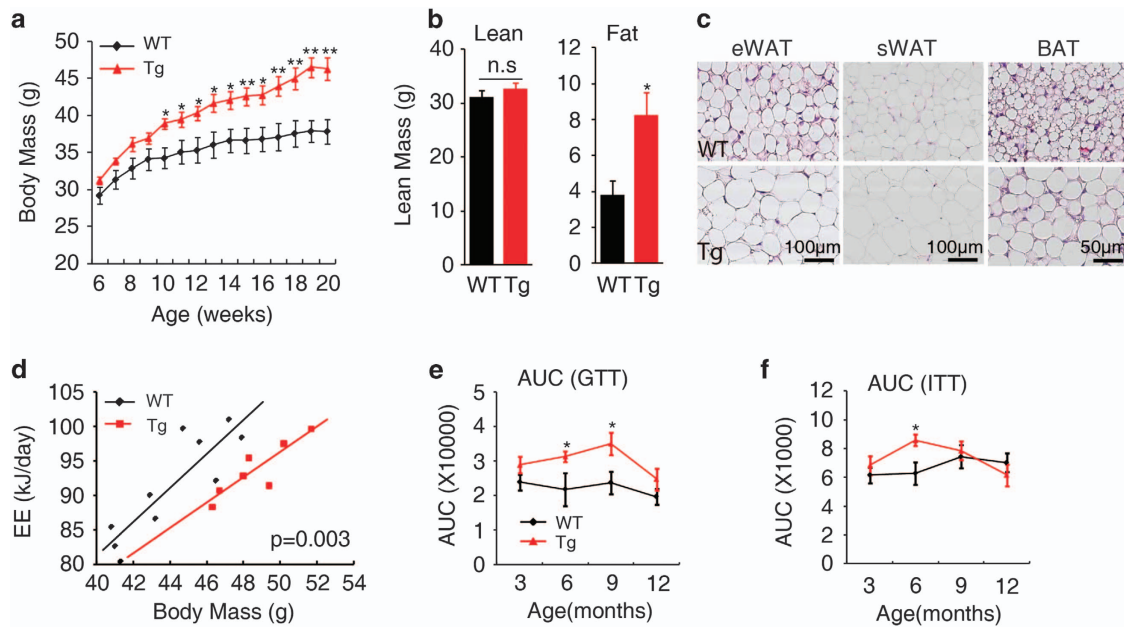 a
WT
Tg
Body Mass (g)
50
45
40
35
30
25
20
* * * * * ** * ** ** ** **
6 8 10 12 14 16 18 20
Age (weeks)
b
Lean
Fat
n.s
*
Lean Mass (g)
40
30
20
10
0
12
10
8
6
4
2
0
WT Tg
WT Tg
c
eWAT sWAT BAT
WT
Tg
100μm
100μm
50μm
d
WT
Tg
EE (kJ/day)
105
100
95
90
85
80
p=0.003
40 42 44 46 48 50 52 54
Body Mass (g)
e
AUC (GTT)
AUC (X10000)
5
4
3
2
1
0
* *
WT
Tg
3 6 9 12
Age(months)
f
AUC (ITT)
AUC (X1000)
12
10
8
6
4
2
0
*
3 6 9 12
Age(months)